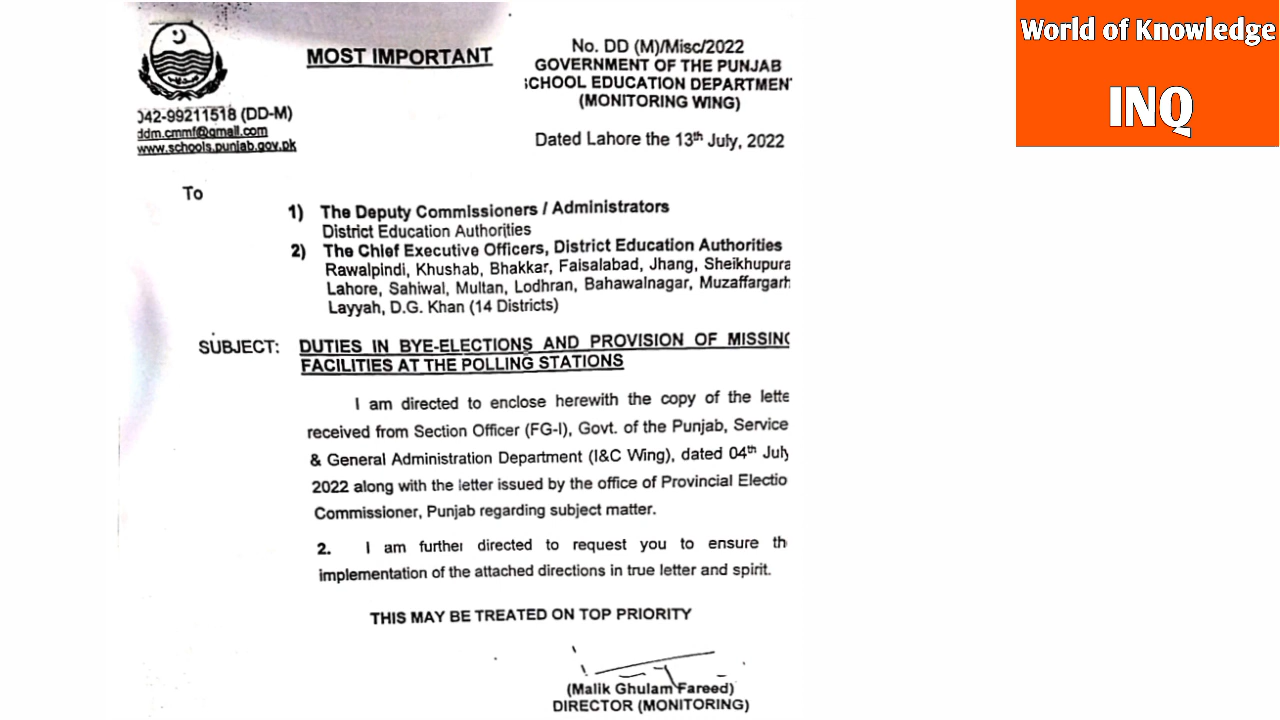 MOST IMPORTANT
042-99211518 (DD-M)
ddm.cmmf@gmail.com
www.schools.punjab.gov.pk
No. DD (M)/Misc/2022
GOVERNMENT OF THE PUNJAB
SCHOOL EDUCATION DEPARTMENT
(MONITORING WING)
Dated Lahore the 13th July, 2022
World of Knowledge
INQ
To
1) The Deputy Commissioners / Administrators
District Education Authorities
2) The Chief Executive Officers, District Education Authorities
Rawalpindi, Khushab, Bhakkar, Faisalabad, Jhang, Sheikhupura
Lahore, Sahiwal, Multan, Lodhran, Bahawalnagar, Muzaffargarh
Layyah, D.G. Khan (14 Districts)
SUBJECT: DUTIES IN BYE-ELECTIONS AND PROVISION OF MISSING
FACILITIES AT THE POLLING STATIONS
I am directed to enclose herewith the copy of the lette
received from Section Officer (FG-I), Govt. of the Punjab, Service
& General Administration Department (I&C Wing), dated 04th July
2022 along with the letter issued by the office of Provincial Electio
Commissioner, Punjab regarding subject matter.
2. I am further directed to request you to ensure th
implementation of the attached directions in true letter and spirit.
THIS MAY BE TREATED ON TOP PRIORITY
(Malik Ghulam Fareed)
DIRECTOR (MONITORING)